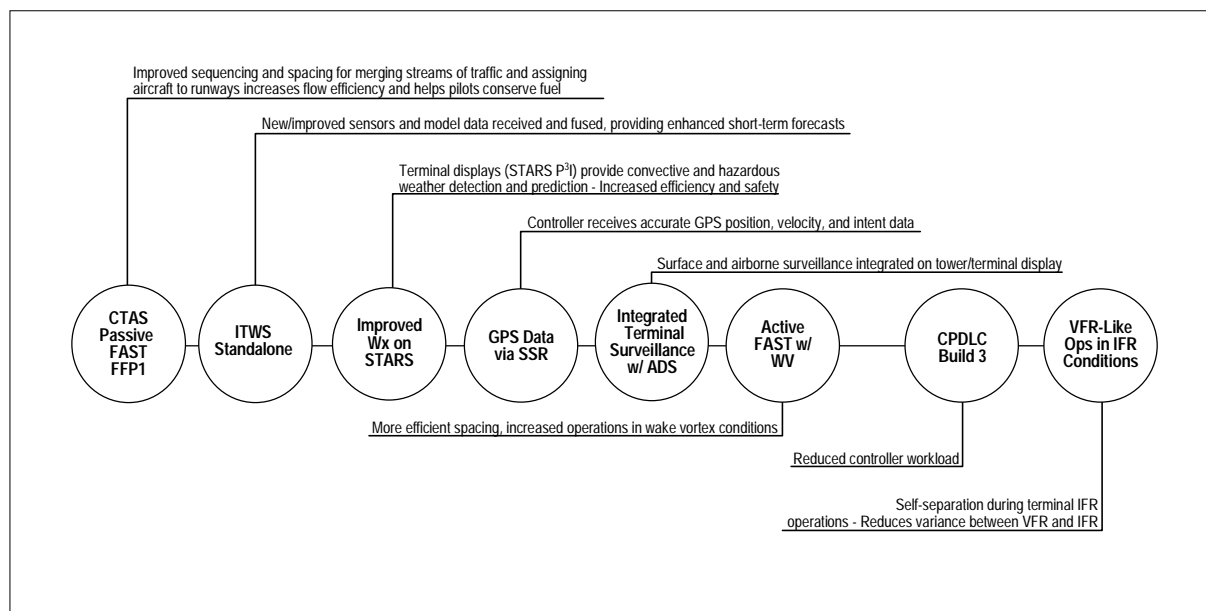 Improved sequencing and spacing for merging streams of traffic and assigning
aircraft to runways increases flow efficiency and helps pilots conserve fuel
New/improved sensors and model data received and fused, providing enhanced short-term forecasts
Terminal displays (STARS P³I) provide convective and hazardous
weather detection and prediction - Increased efficiency and safety
Controller receives accurate GPS position, velocity, and intent data
Surface and airborne surveillance integrated on tower/terminal display
CTAS
Passive
FAST
FFP1
ITWS
Standalone
Improved
Wx on
STARS
GPS Data
via SSR
Integrated
Terminal
Surveillance
w/ ADS
Active
FAST w/
WV
CPDLC
Build 3
VFR-Like
Ops in IFR
Conditions
More efficient spacing, increased operations in wake vortex conditions
Reduced controller workload
Self-separation during terminal IFR
operations - Reduces variance between VFR and IFR